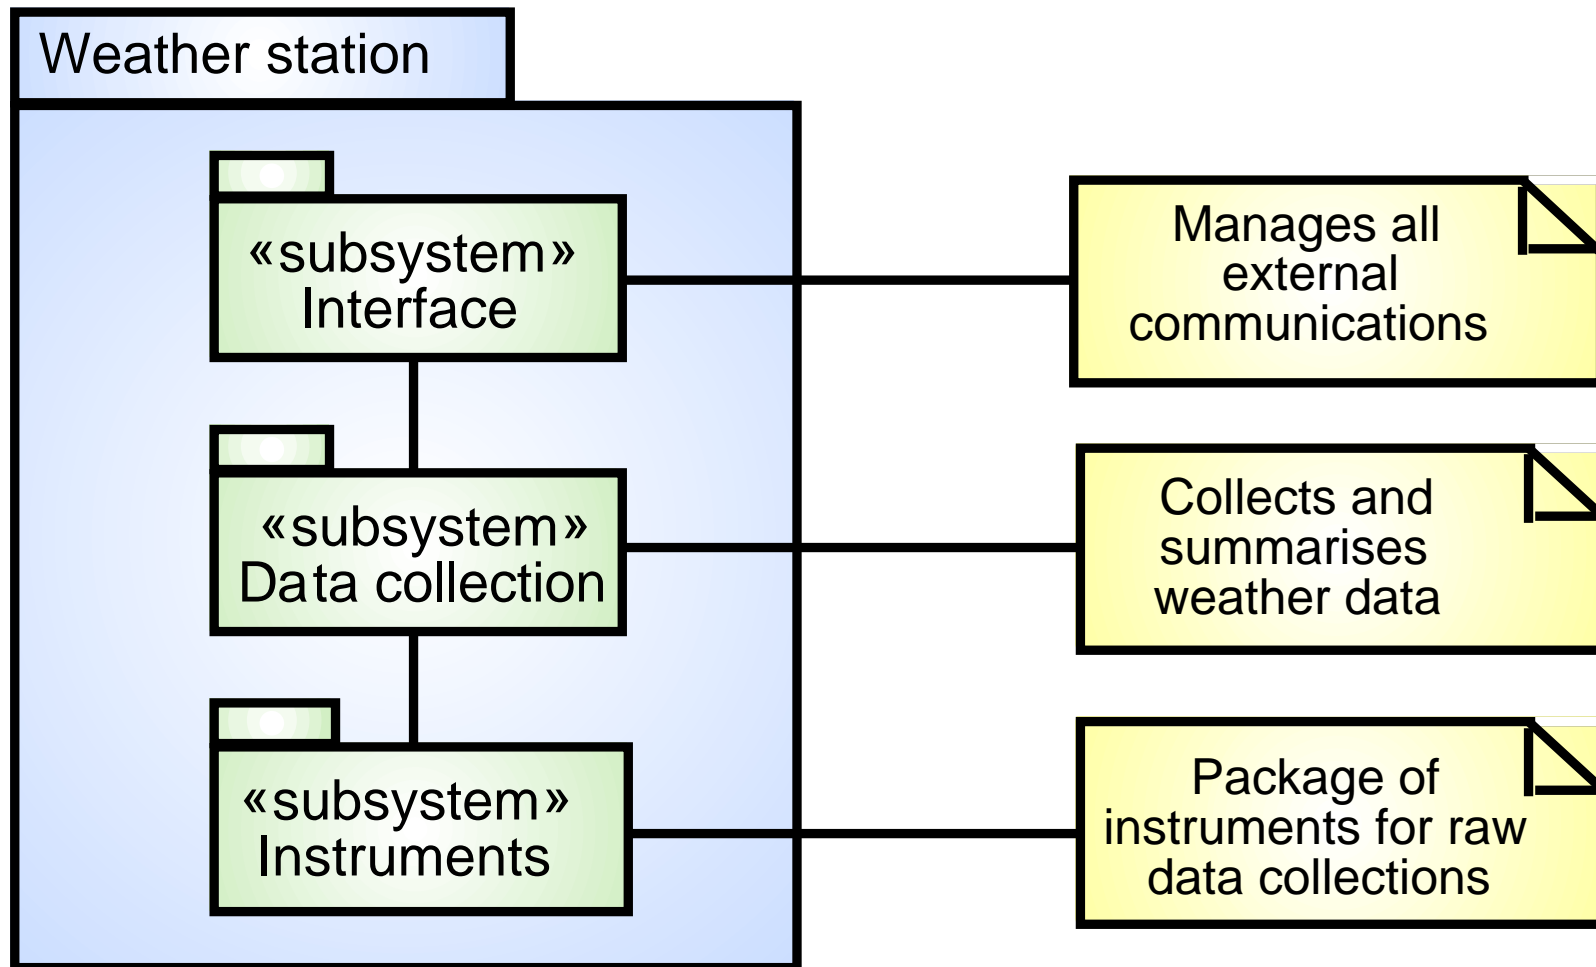 Weather station
«subsystem»
Interface
Manages all
external
communications
«subsystem»
Data collection
Collects and
summarises
weather data
«subsystem»
Instruments
Package of
instruments for raw
data collections